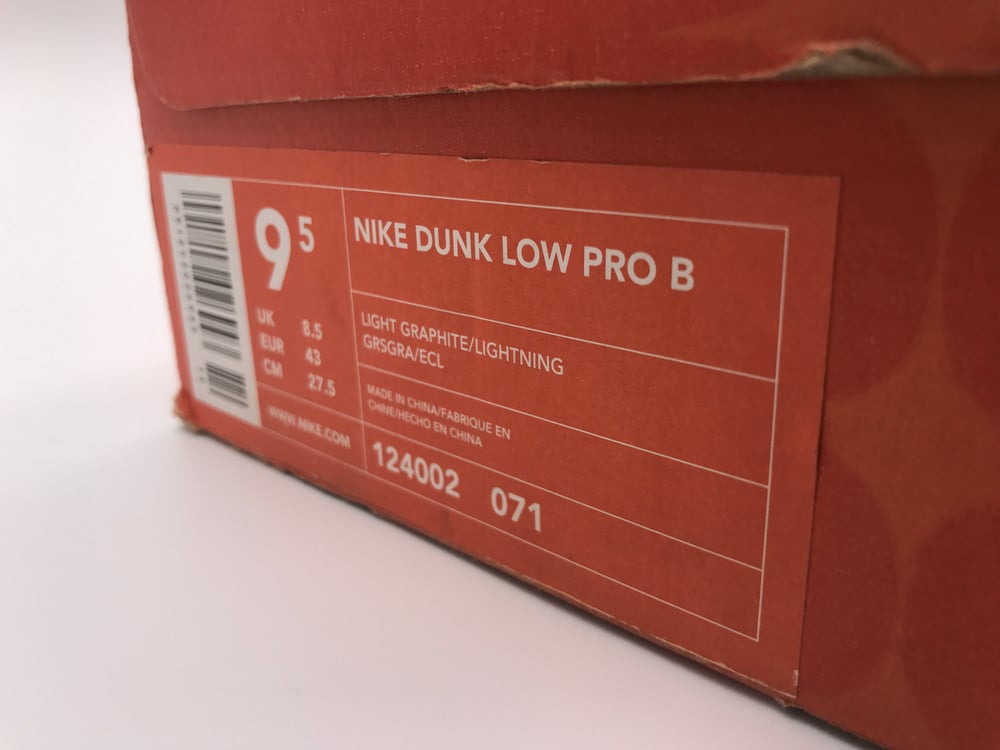 9 5
UK 8.5
EUR 43
CM 27.5
WWW.NIKE.COM
NIKE DUNK LOW PRO B
LIGHT GRAPHITE/LIGHTNING
GRSGRA/ECL
MADE IN CHINA/FABRIQUE EN
CHINE/HECHO EN CHINA
124002 071